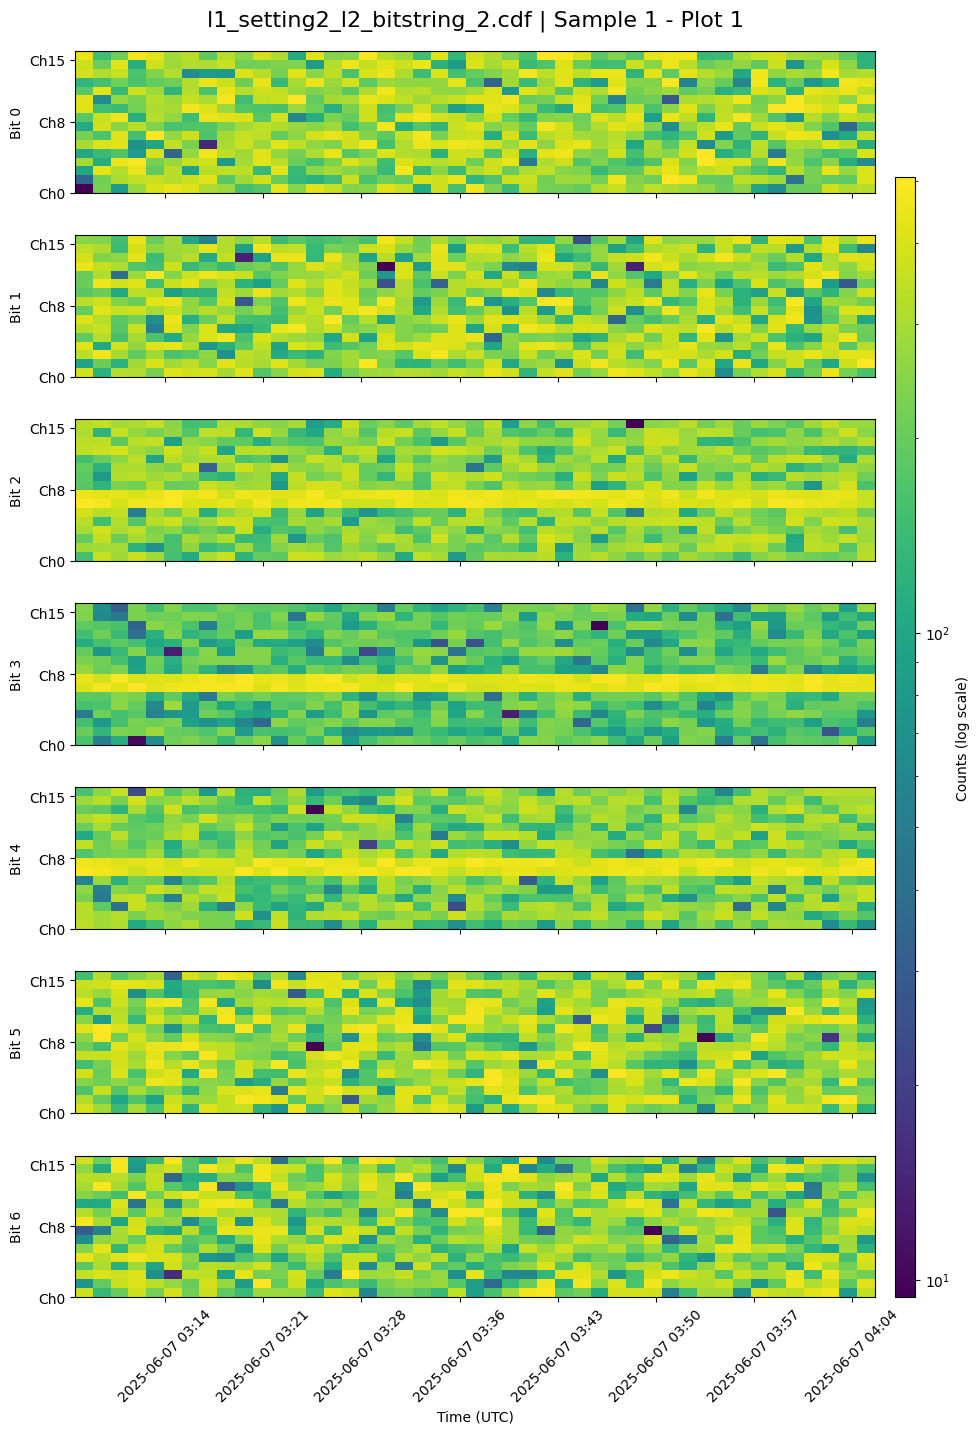 l1_setting2_l2_bitstring_2.cdf | Sample 1 - Plot 1
Ch15
Ch8
Ch0
Bit 0
Ch15
Ch8
Ch0
Bit 1
Ch15
Ch8
Ch0
Bit 2
Ch15
Ch8
Ch0
Bit 3
Ch15
Ch8
Ch0
Bit 4
Ch15
Ch8
Ch0
Bit 5
Ch15
Ch8
Ch0
Bit 6
2025-06-07 03:14
2025-06-07 03:21
2025-06-07 03:28
2025-06-07 03:36
2025-06-07 03:43
2025-06-07 03:50
2025-06-07 03:57
2025-06-07 04:04
Time (UTC)
10²
10¹
Counts (log scale)